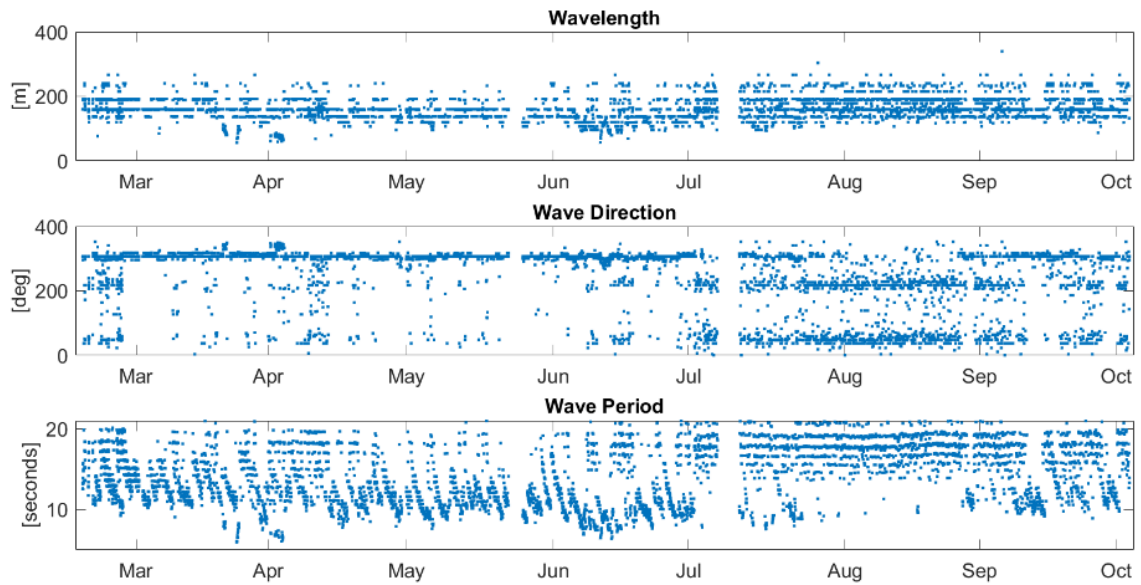 Wavelength
400
200
0
[m]
Mar Apr May Jun Jul Aug Sep Oct
Wave Direction
400
200
0
[deg]
Mar Apr May Jun Jul Aug Sep Oct
Wave Period
20
10
[seconds]
Mar Apr May Jun Jul Aug Sep Oct